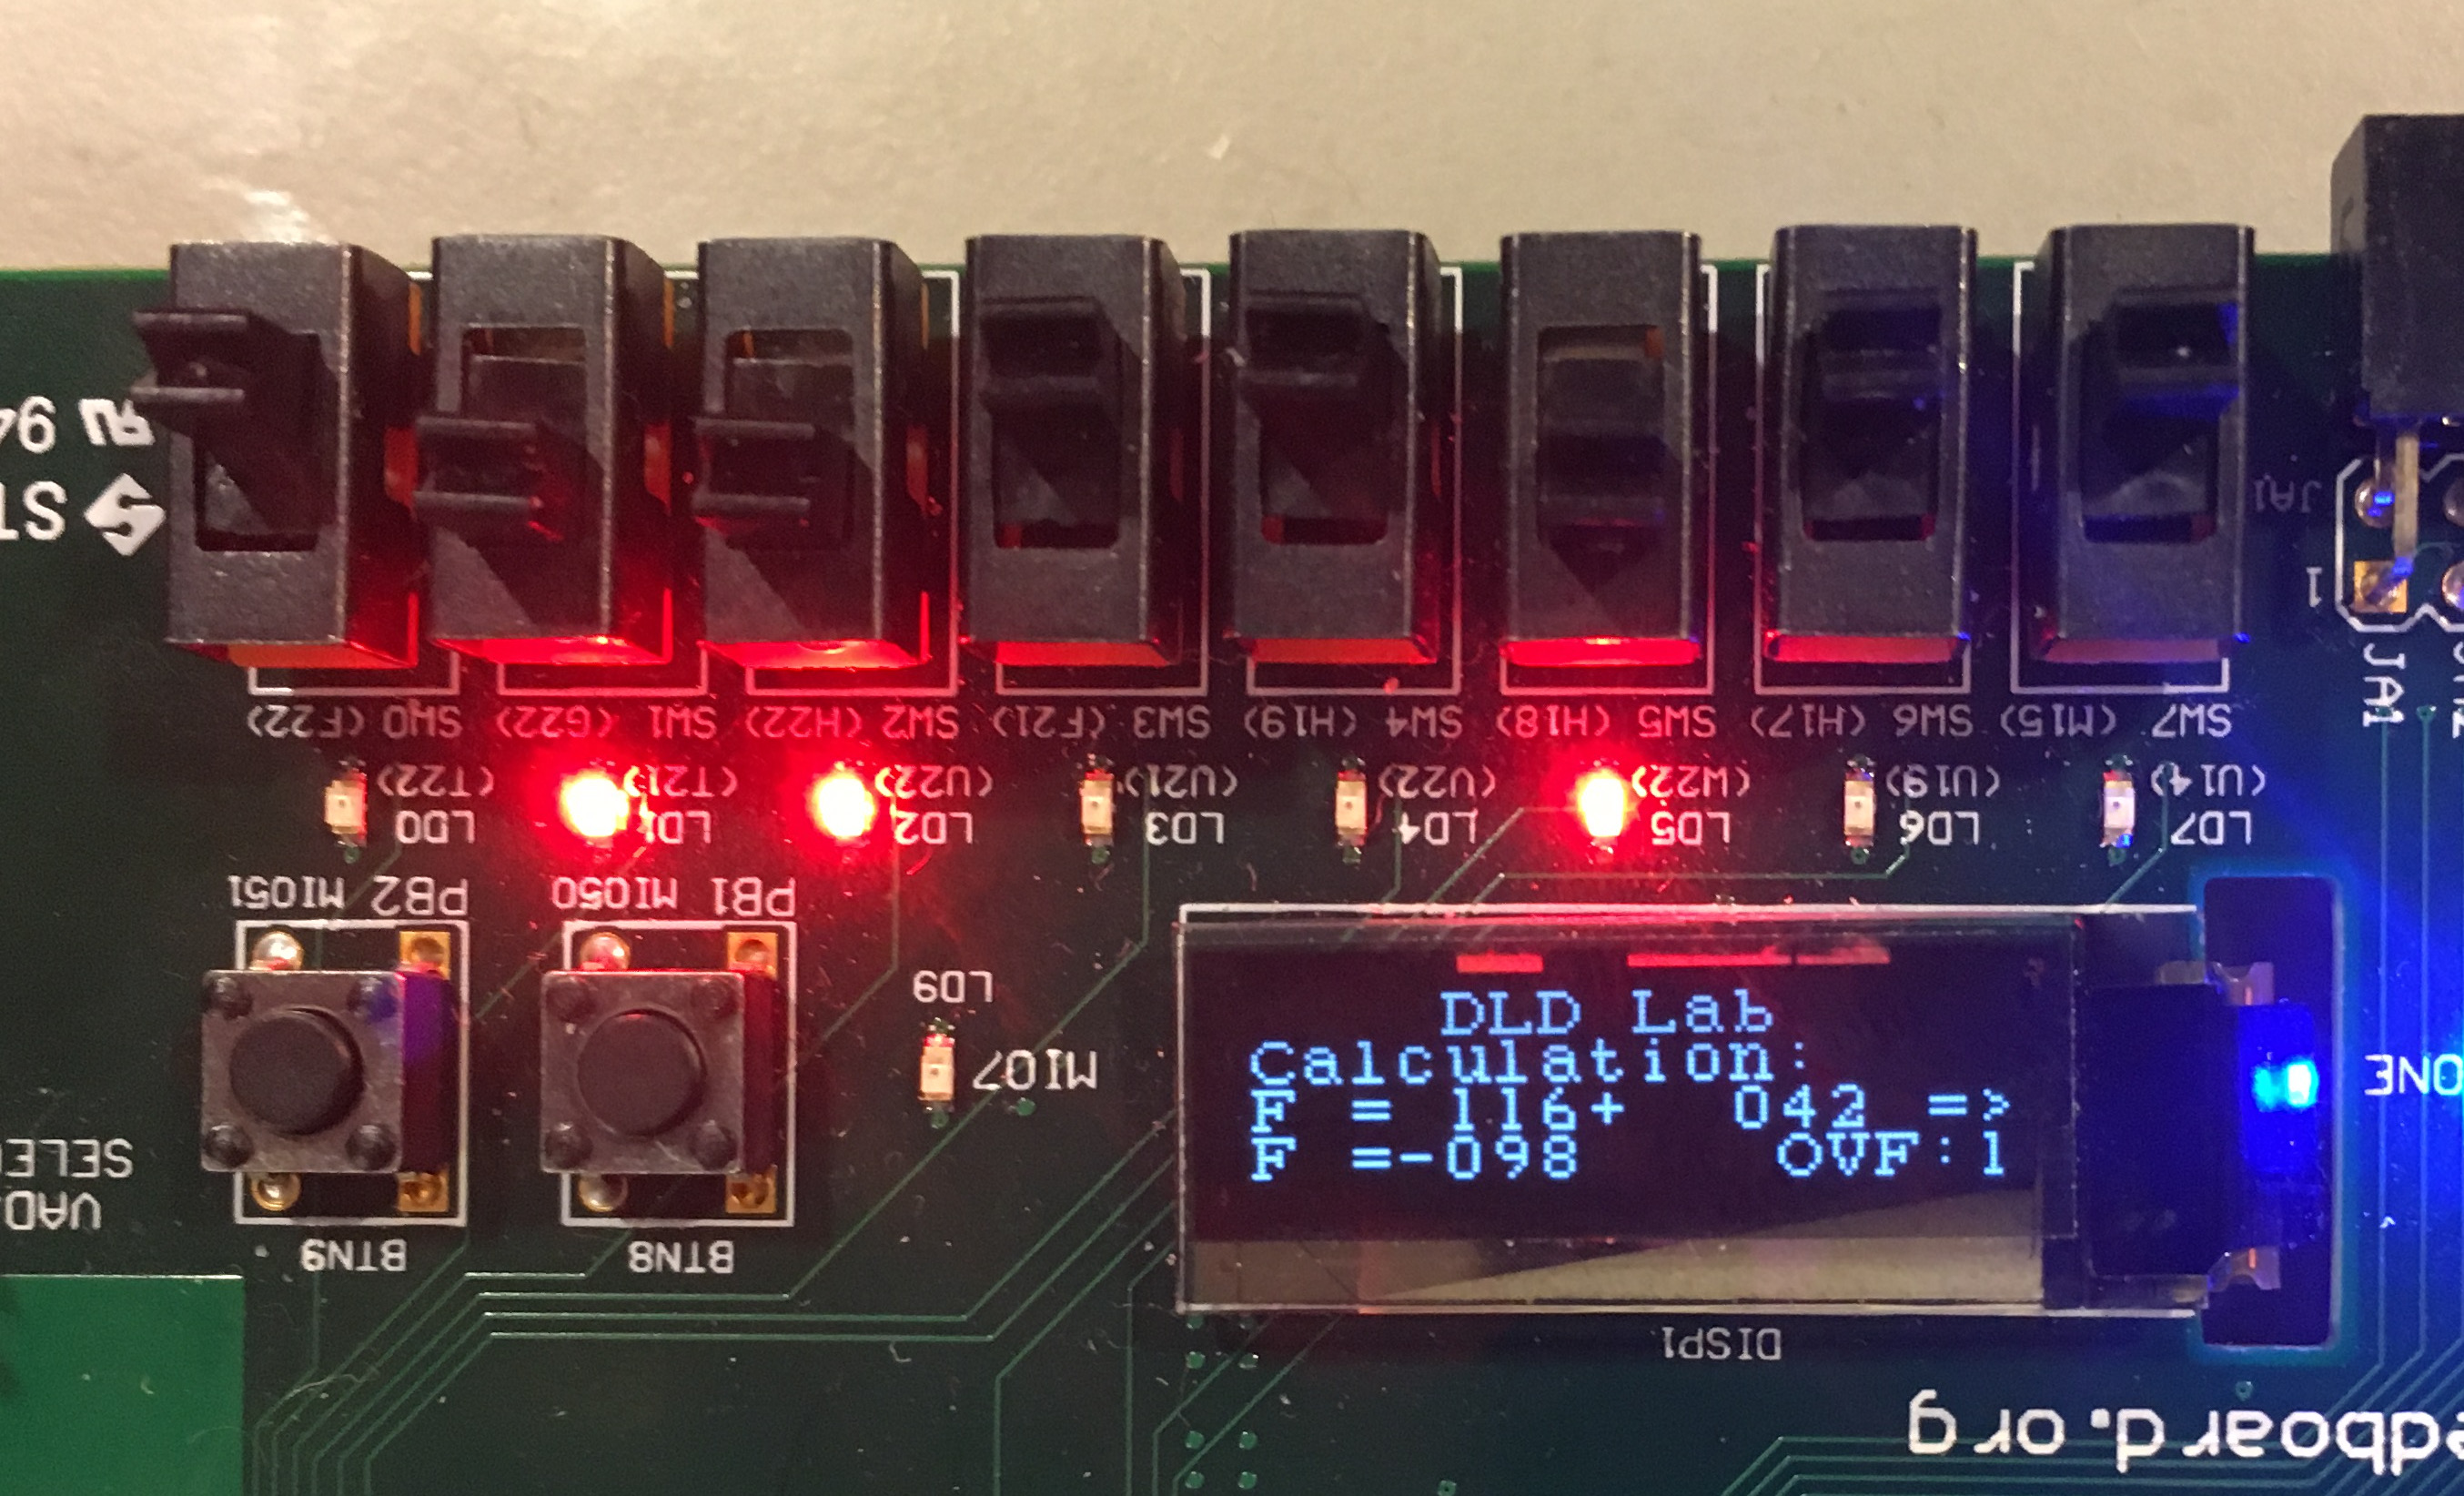 DLD Lab
Calculation:
F = 116+ 042 =>
F =-098 OVF:1
SW0 (F22)
SW1 (G22)
SW2 (H22)
SW3 (F21)
SW4 (H19)
SW5 (H18)
SW6 (H17)
SW7 (M15)
LD0
(T22)
(T21)
LD2
(U22)
LD3
(U21)
LD4
(V22)
LD5
(W22)
LD6
(U19)
LD7
(U14)
PB2 MIO51
PB1 MIO50
LD9
MIO7
BTN9
BTN8
DISP1
JA1
JA1
1